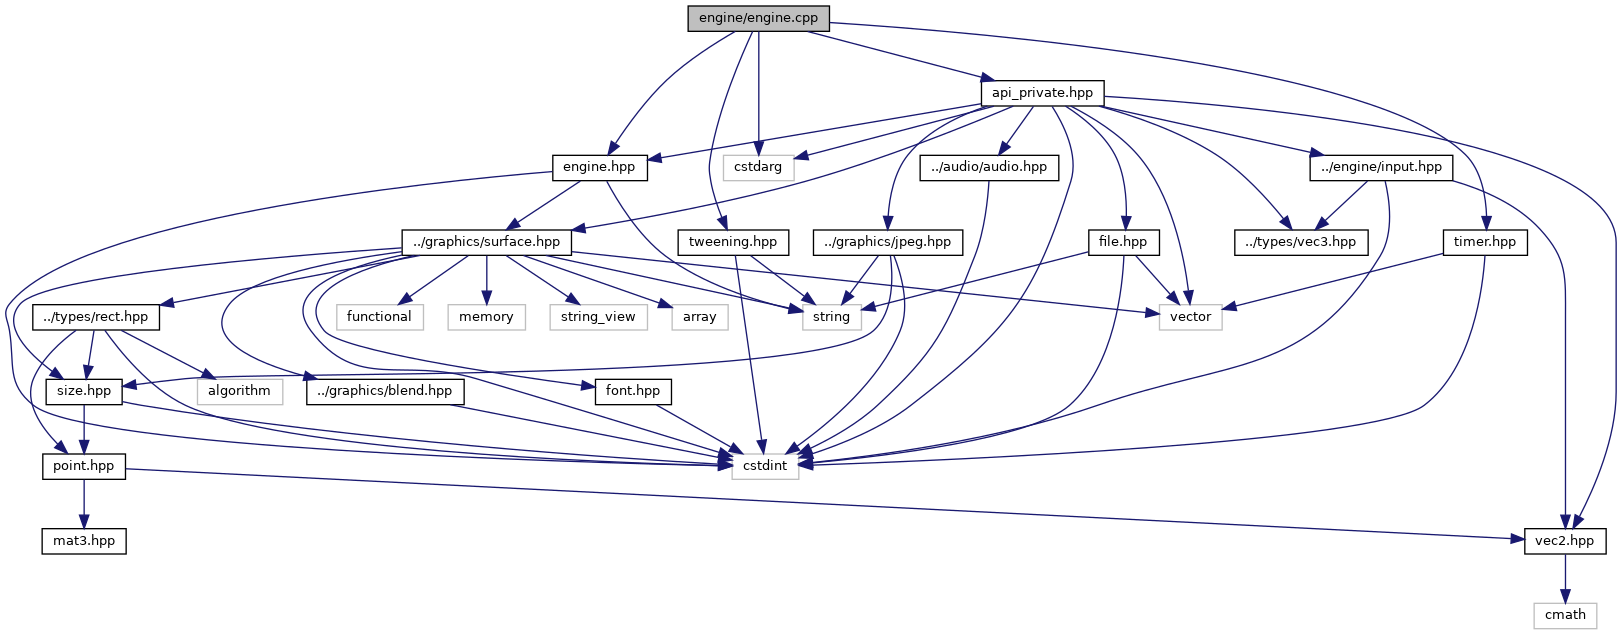 engine/engine.cpp
api_private.hpp
engine.hpp
cstdarg
../audio/audio.hpp
../engine/input.hpp
../graphics/surface.hpp
tweening.hpp
../graphics/jpeg.hpp
file.hpp
../types/vec3.hpp
timer.hpp
../types/rect.hpp
functional
memory
string_view
array
string
vector
size.hpp
algorithm
../graphics/blend.hpp
font.hpp
point.hpp
cstdint
mat3.hpp
vec2.hpp
cmath